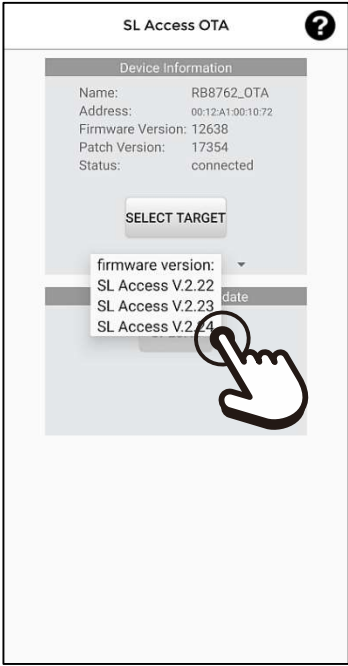 SL Access OTA
?
Device Information
Name: RB8762_OTA
Address: 00:12:A1:00:10:72
Firmware Version: 12638
Patch Version: 17354
Status: connected
SELECT TARGET
firmware version:
SL Access V.2.22
date
SL Access V.2.23
SL Access V.2.24